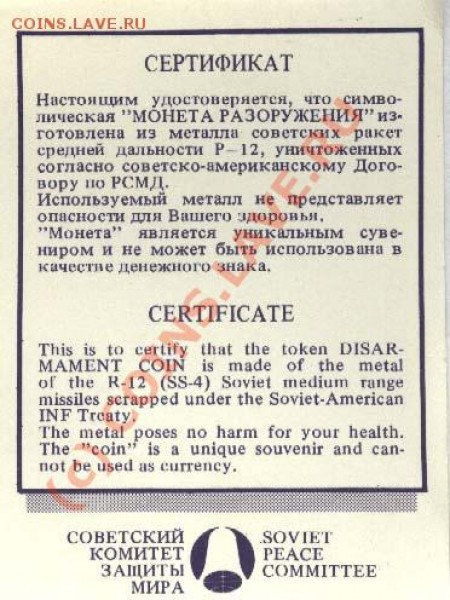 COINS.LAVE.RU
СЕРТИФИКАТ
Настоящим удостоверяется, что симво-
лическая "МОНЕТА РАЗОРУЖЕНИЯ" из-
готовлена из металла советских ракет
средней дальности Р—12, уничтоженных
согласно советско-американскому Дого-
вору по РСМД.
Используемый металл не представляет
опасности для Вашего здоровья.
"Монета" является уникальным суве-
ниром и не может быть использована в
качестве денежного знака.
CERTIFICATE
This is to certify that the token DISAR-
MAMENT COIN is made of the metal
of the R-12 (SS-4) Soviet medium range
missiles scrapped under the Soviet-American
INF Treaty.
The metal poses no harm for your health.
The "coin" is a unique souvenir and can-
not be used as currency.
(c) COINS.LAVE.RU
СОВЕТСКИЙ
КОМИТЕТ
ЗАЩИТЫ
МИРА
SOVIET
PEACE
COMMITTEE